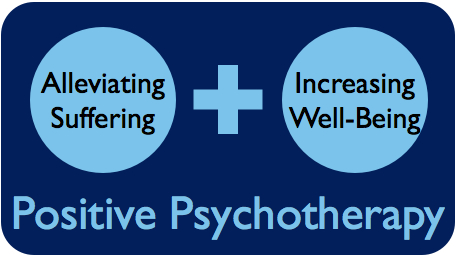 Alleviating
Suffering
+
Increasing
Well-Being
Positive Psychotherapy